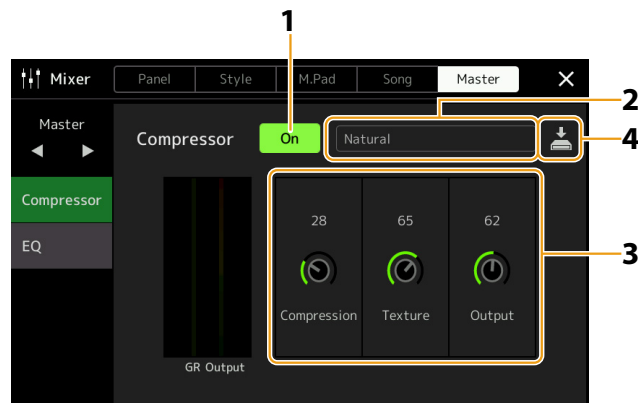 1
Mixer Panel Style M.Pad Song Master
2
Master
Compressor On Natural
4
Compressor
28 65 62
EQ
3
Compression Texture Output
GR Output